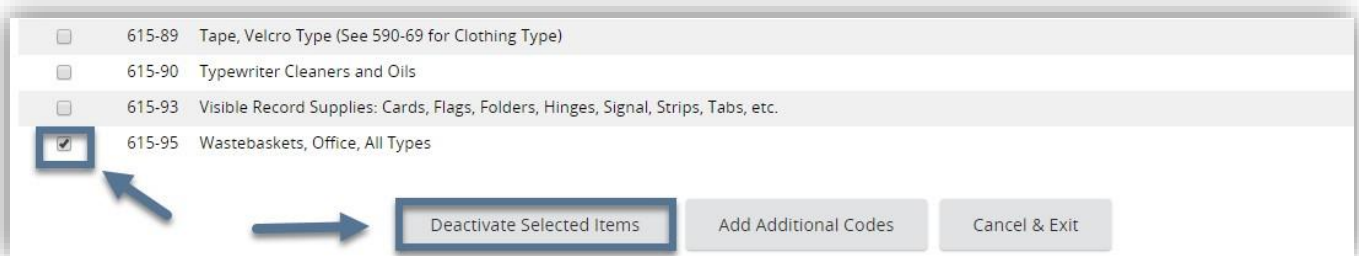 615-89 Tape, Velcro Type (See 590-69 for Clothing Type)
615-90 Typewriter Cleaners and Oils
615-93 Visible Record Supplies: Cards, Flags, Folders, Hinges, Signal, Strips, Tabs, etc.
615-95 Wastebaskets, Office, All Types
Deactivate Selected Items Add Additional Codes Cancel & Exit